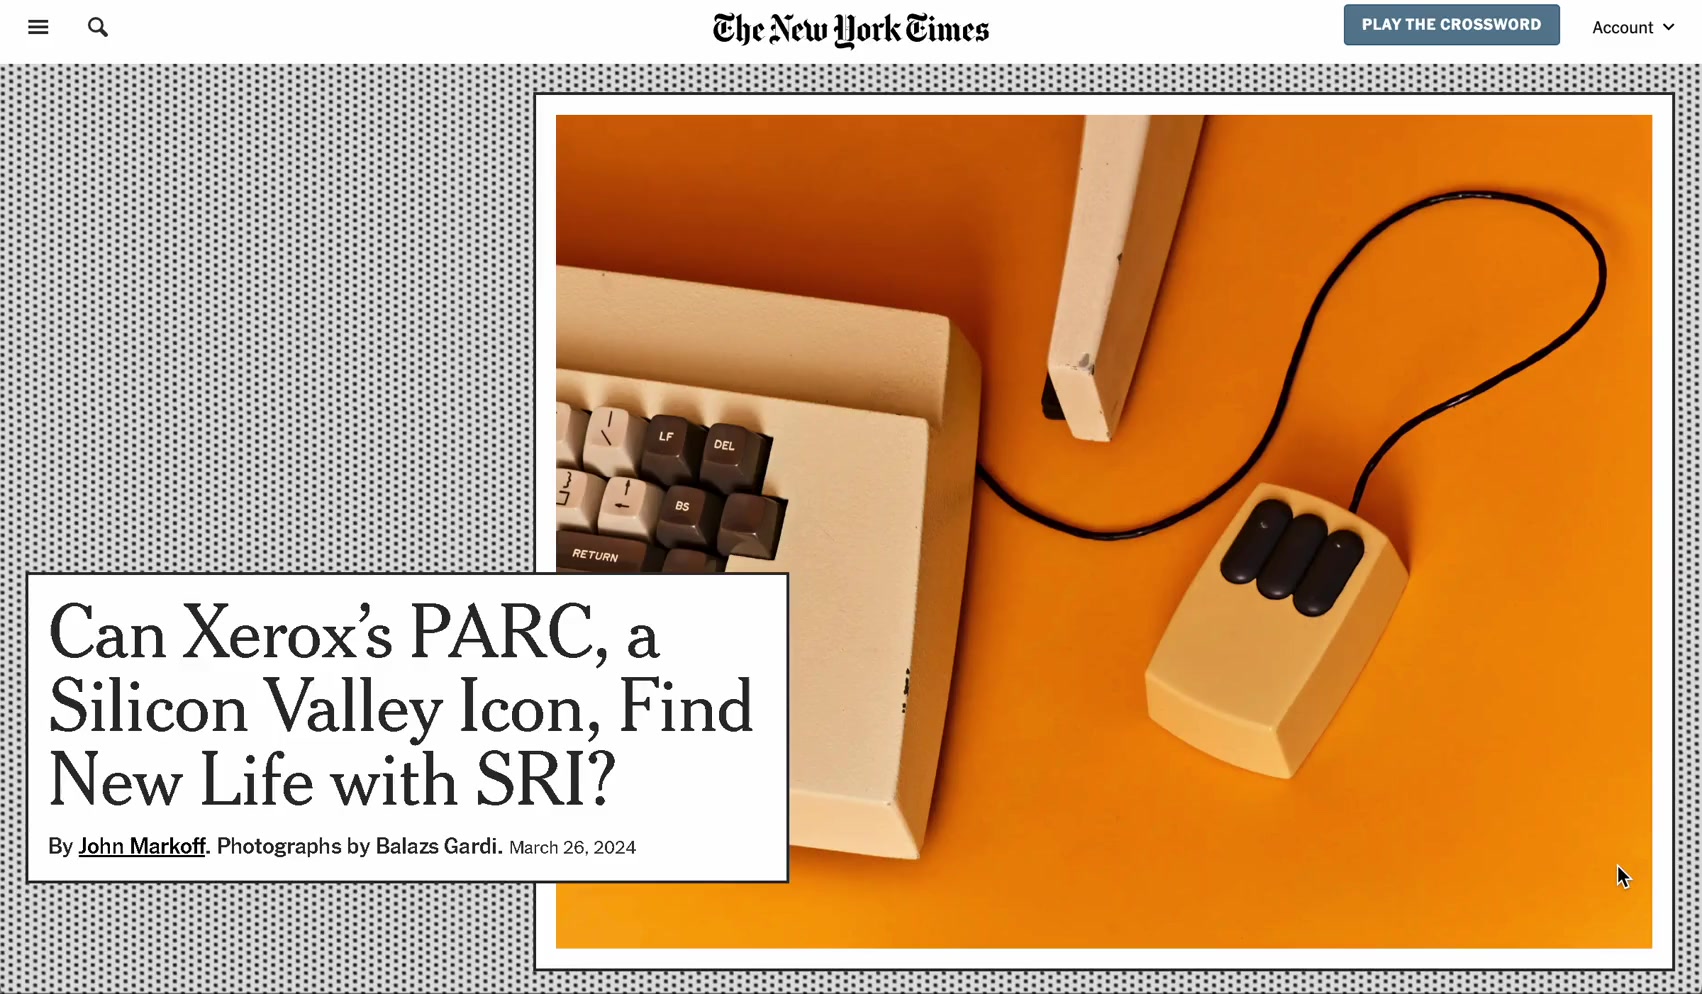 The New York Times
PLAY THE CROSSWORD
Account
| \
LF
DEL
BS
RETURN
Can Xerox’s PARC, a
Silicon Valley Icon, Find
New Life with SRI?
By John Markoff. Photographs by Balazs Gardi. March 26, 2024